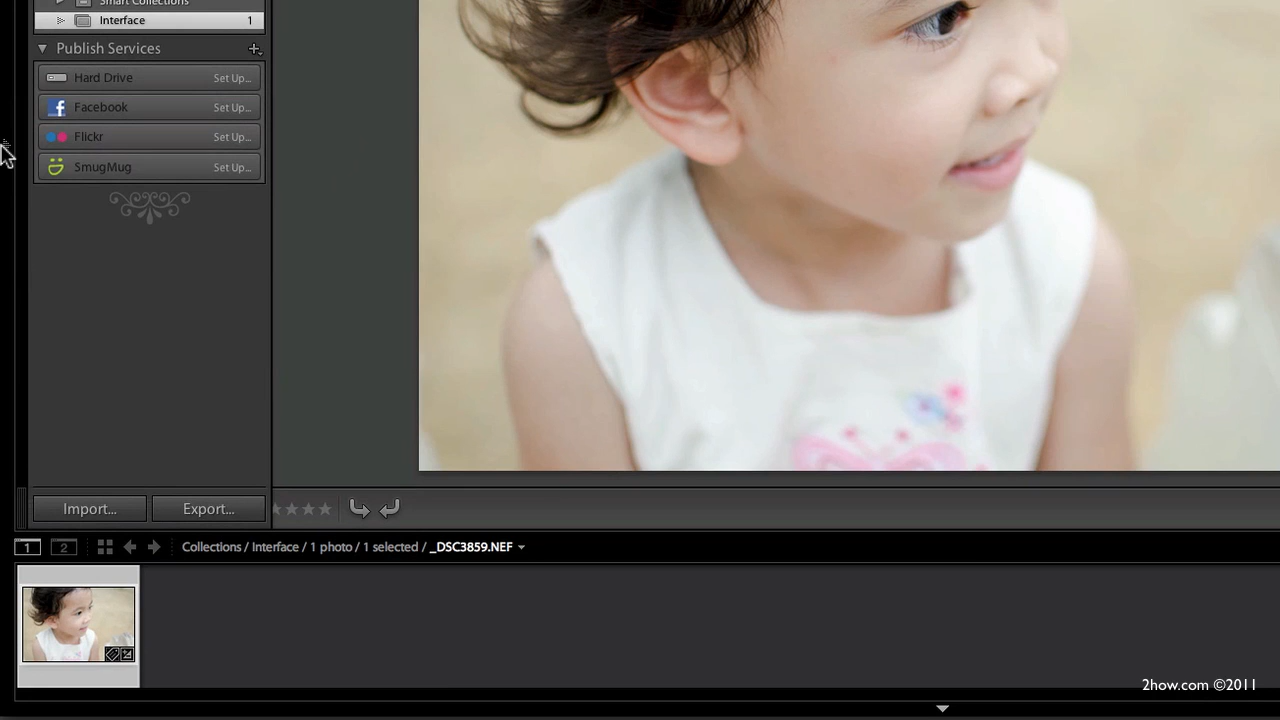 Smart Collections
Interface 1
Publish Services
Hard Drive Set Up...
Facebook Set Up...
Flickr Set Up...
SmugMug Set Up...
Import... Export...
1 2 Collections / Interface / 1 photo / 1 selected / _DSC3859.NEF
2how.com ©2011